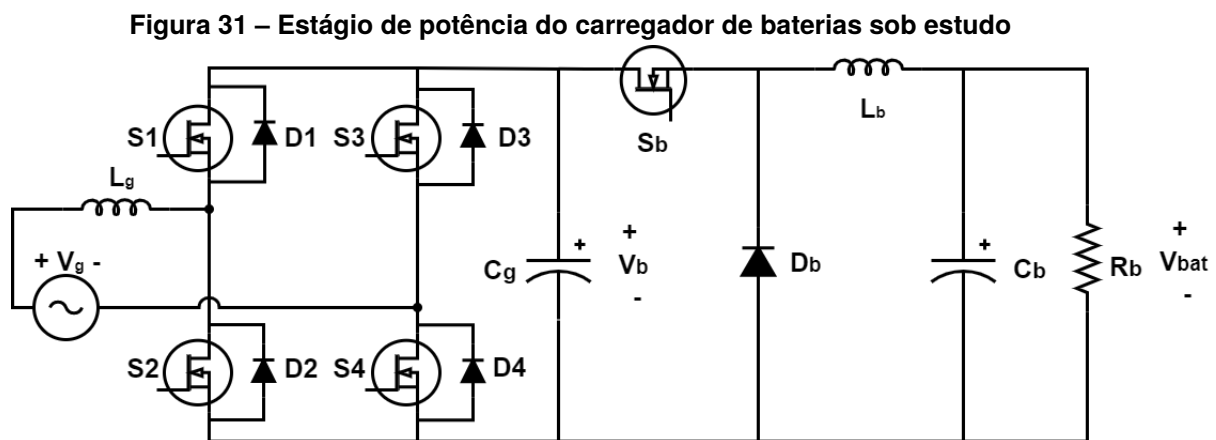 Figura 31 – Estágio de potência do carregador de baterias sob estudo
S1
D1
S3
D3
Sb
Lb
Lg
+ Vg -
Cg
+
+
Vb
-
Db
+
Cb
Rb
+
Vbat
-
S2
D2
S4
D4